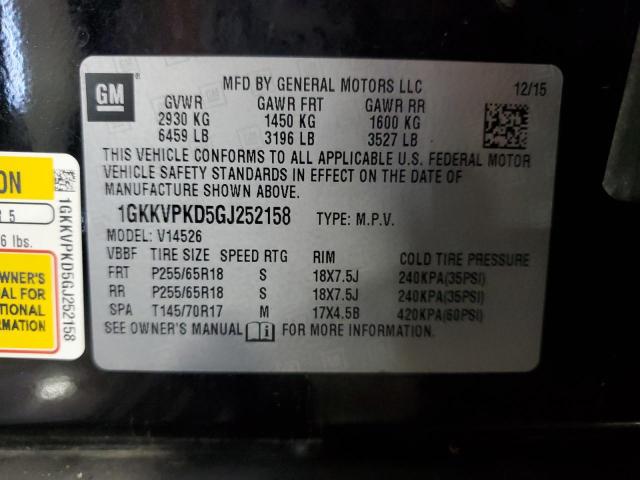 GM
MFD BY GENERAL MOTORS LLC 12/15
GVWR GAWR FRT GAWR RR
2930 KG 1450 KG 1600 KG
6459 LB 3196 LB 3527 LB
THIS VEHICLE CONFORMS TO ALL APPLICABLE U.S. FEDERAL MOTOR
VEHICLE SAFETY STANDARDS IN EFFECT ON THE DATE OF
MANUFACTURE SHOWN ABOVE.
1GKKVPKD5GJ252158 TYPE: M.P.V.
MODEL: V14526
VBBF TIRE SIZE SPEED RTG RIM COLD TIRE PRESSURE
FRT P255/65R18 S 18X7.5J 240KPA(35PSI)
RR P255/65R18 S 18X7.5J 240KPA(35PSI)
SPA T145/70R17 M 17X4.5B 420KPA(60PSI)
SEE OWNER'S MANUAL FOR MORE INFORMATION.
ON
R 5
6 lbs.
OWNER'S
AL FOR
TIONAL
RMATION
1GKKVPKD5GJ252158